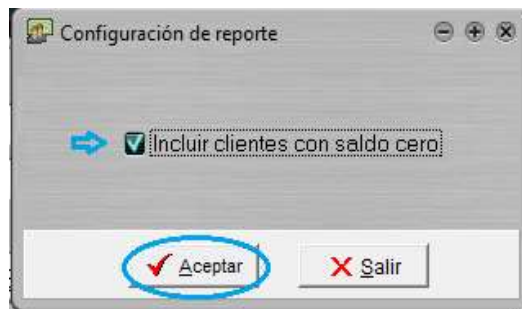 Configuración de reporte
Incluir clientes con saldo cero
Aceptar
Salir